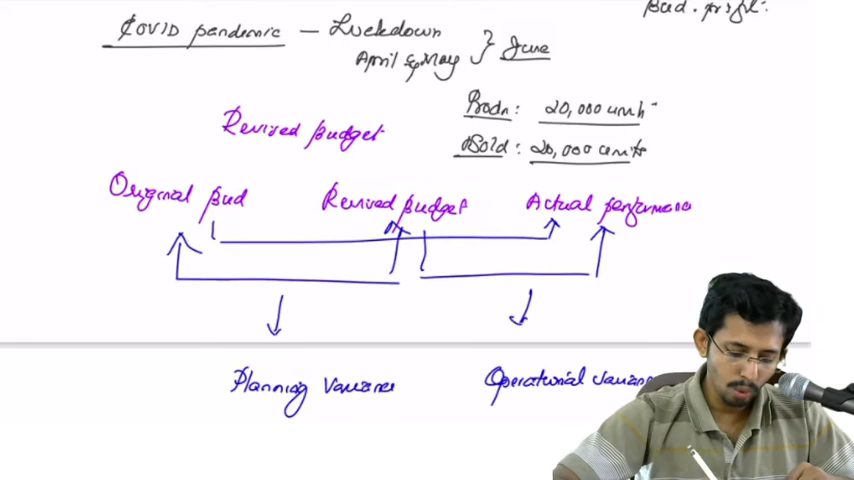 Bud. profit.
Covid pandemic — Lockdown
April & May } June
Prodn: 20,000 units
Revised budget
Sold: 20,000 units
Original Bud Revised budget Actual performance
Planning variance Operational variance